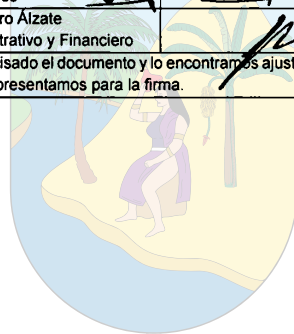 ro Álzate
trativo y Financiero
isado el documento y lo encontramos ajust
presentamos para la firma.